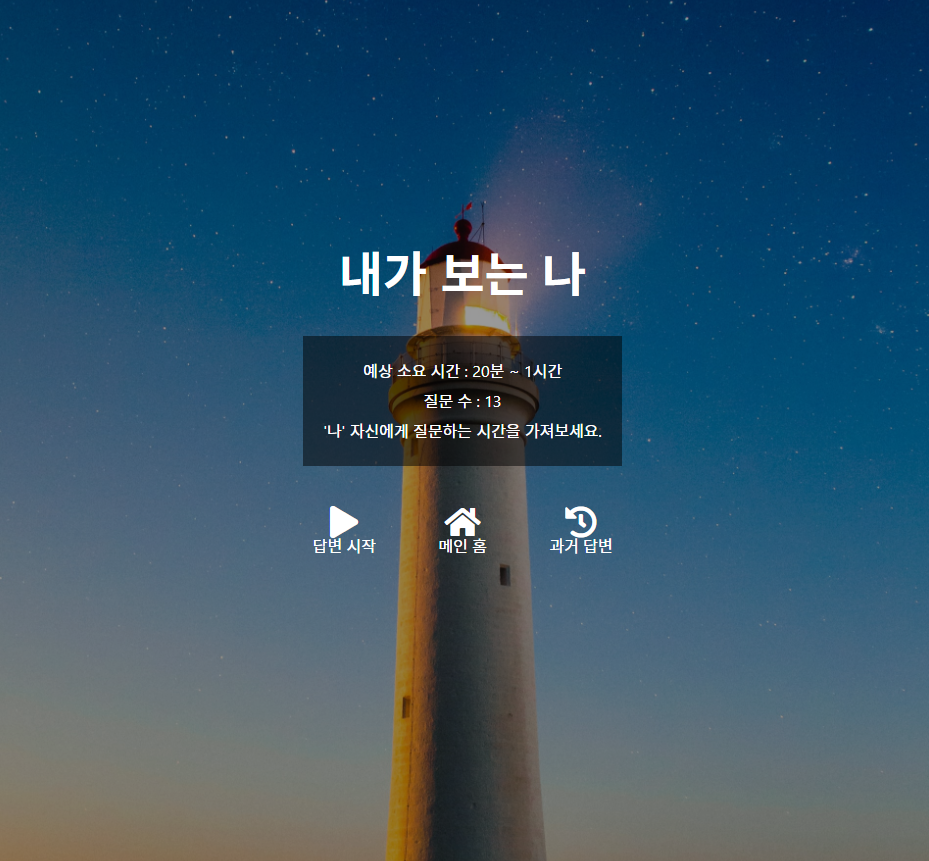 내가 보는 나
예상 소요 시간 : 20분 ~ 1시간
질문 수 : 13
'나' 자신에게 질문하는 시간을 가져보세요.
답변 시작
메인 홈
과거 답변